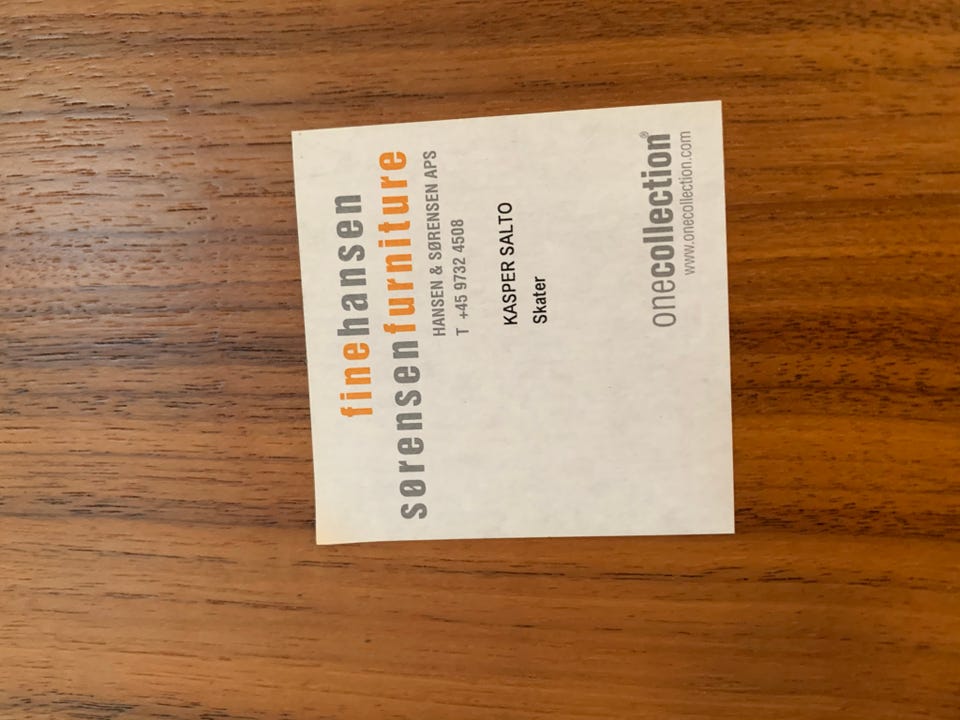 finehansen
sørensenfurniture
HANSEN & SØRENSEN APS
T +45 9732 4508
KASPER SALTO
Skater
onecollection®
www.onecollection.com